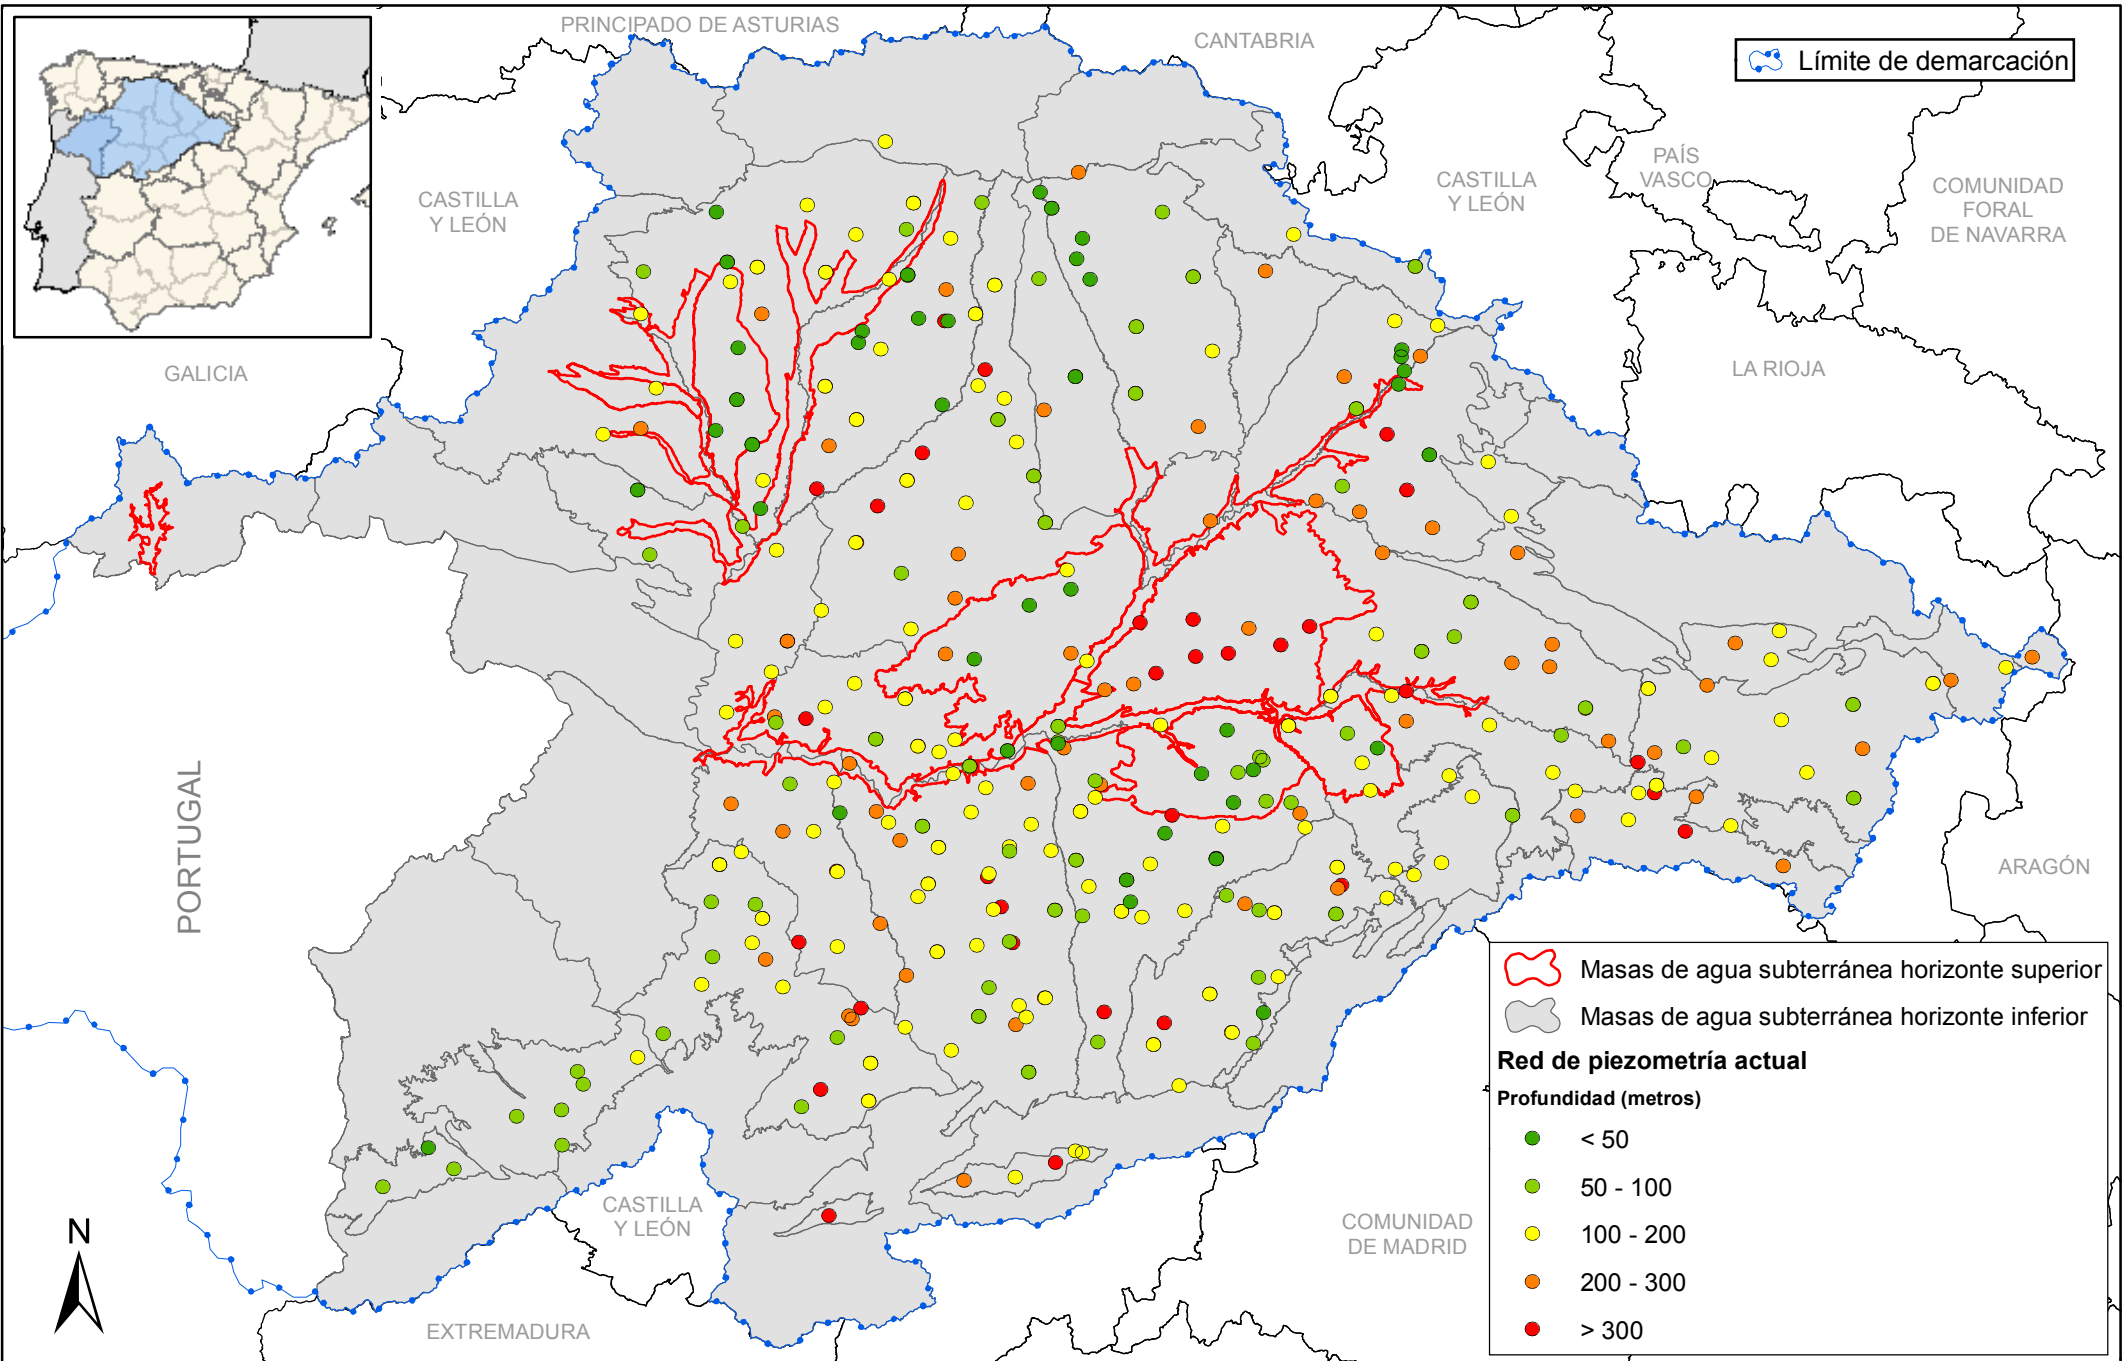 PRINCIPADO DE ASTURIAS
CANTABRIA
Límite de demarcación
PAÍS
VASCO
CASTILLA
Y LEÓN
CASTILLA
Y LEÓN
COMUNIDAD
FORAL
DE NAVARRA
GALICIA
LA RIOJA
PORTUGAL
ARAGÓN
Masas de agua subterránea horizonte superior
Masas de agua subterránea horizonte inferior
Red de piezometría actual
Profundidad (metros)
< 50
50 - 100
100 - 200
200 - 300
> 300
CASTILLA
Y LEÓN
COMUNIDAD
DE MADRID
N
EXTREMADURA